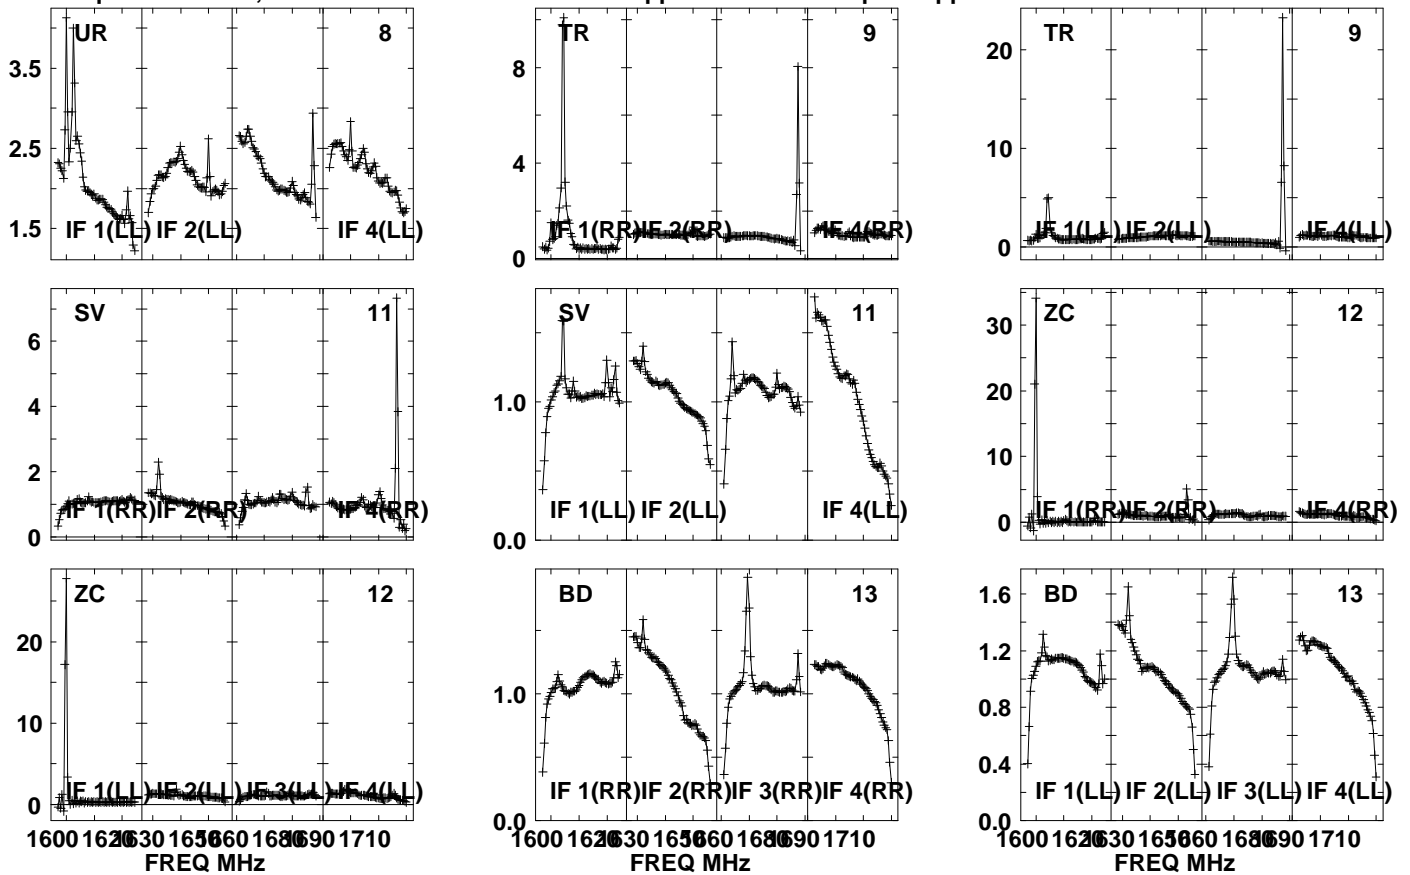 UR 8
3.5
2.5
1.5
IF 1(LL) IF 2(LL) IF 4(LL)
TR 9
8
4
0
IF 1(RR) IF 2(RR) IF 4(RR)
TR 9
20
10
0
IF 1(LL) IF 2(LL) IF 4(LL)
SV 11
6
4
2
0
IF 1(RR) IF 2(RR) IF 4(RR)
SV 11
1.0
0.0
IF 1(LL) IF 2(LL) IF 4(LL)
ZC 12
30
20
10
0
IF 1(RR) IF 2(RR) IF 4(RR)
ZC 12
20
10
0
IF 1(LL) IF 2(LL) IF 3(LL) IF 4(LL)
1600 1620 1630 1650 1660 1680 1690 1710
FREQ MHz
BD 13
1.0
0.0
IF 1(RR) IF 2(RR) IF 3(RR) IF 4(RR)
1600 1620 1630 1650 1660 1680 1690 1710
FREQ MHz
BD 13
1.6
1.2
0.8
0.4
0.0
IF 1(LL) IF 2(LL) IF 3(LL) IF 4(LL)
1600 1620 1630 1650 1660 1680 1690 1710
FREQ MHz